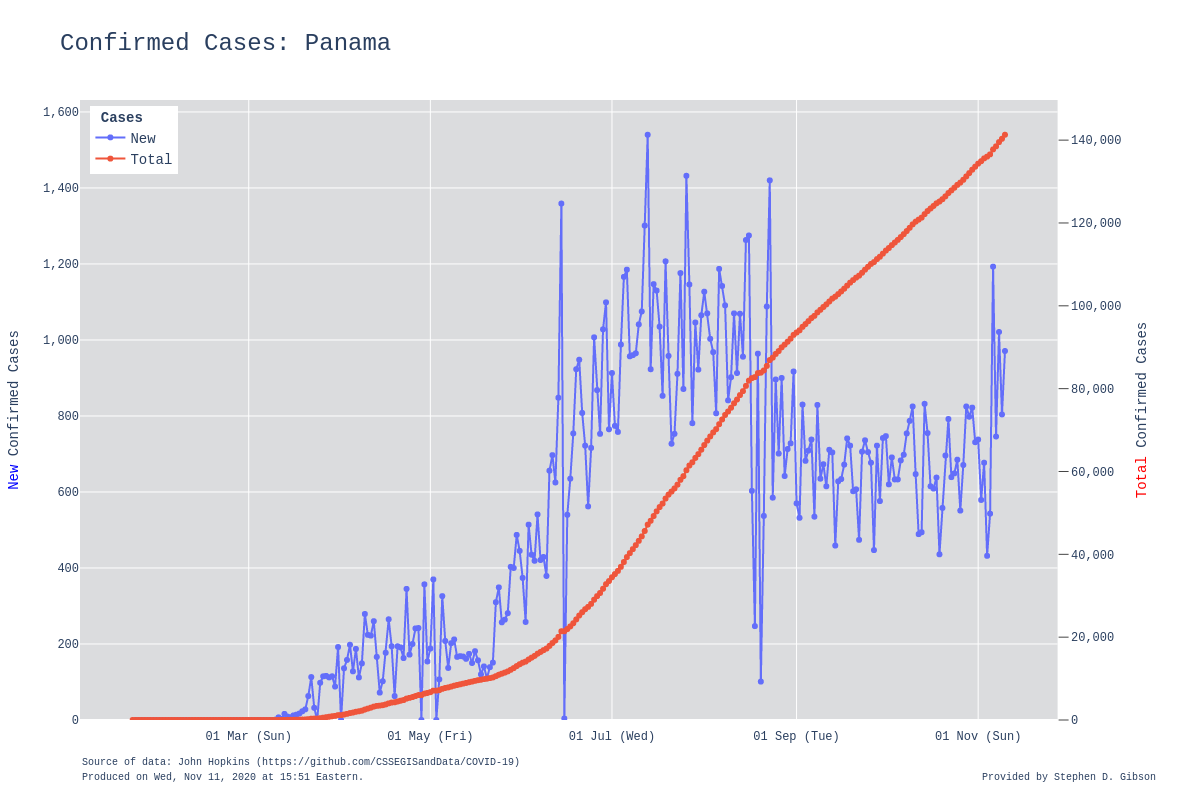 Confirmed Cases: Panama
Cases
New
Total
1,600
1,400
1,200
1,000
800
600
400
200
0
140,000
120,000
100,000
80,000
60,000
40,000
20,000
0
New Confirmed Cases
Total Confirmed Cases
01 Mar (Sun)
01 May (Fri)
01 Jul (Wed)
01 Sep (Tue)
01 Nov (Sun)
Source of data: John Hopkins (https://github.com/CSSEGISandData/COVID-19)
Produced on Wed, Nov 11, 2020 at 15:51 Eastern.
Provided by Stephen D. Gibson